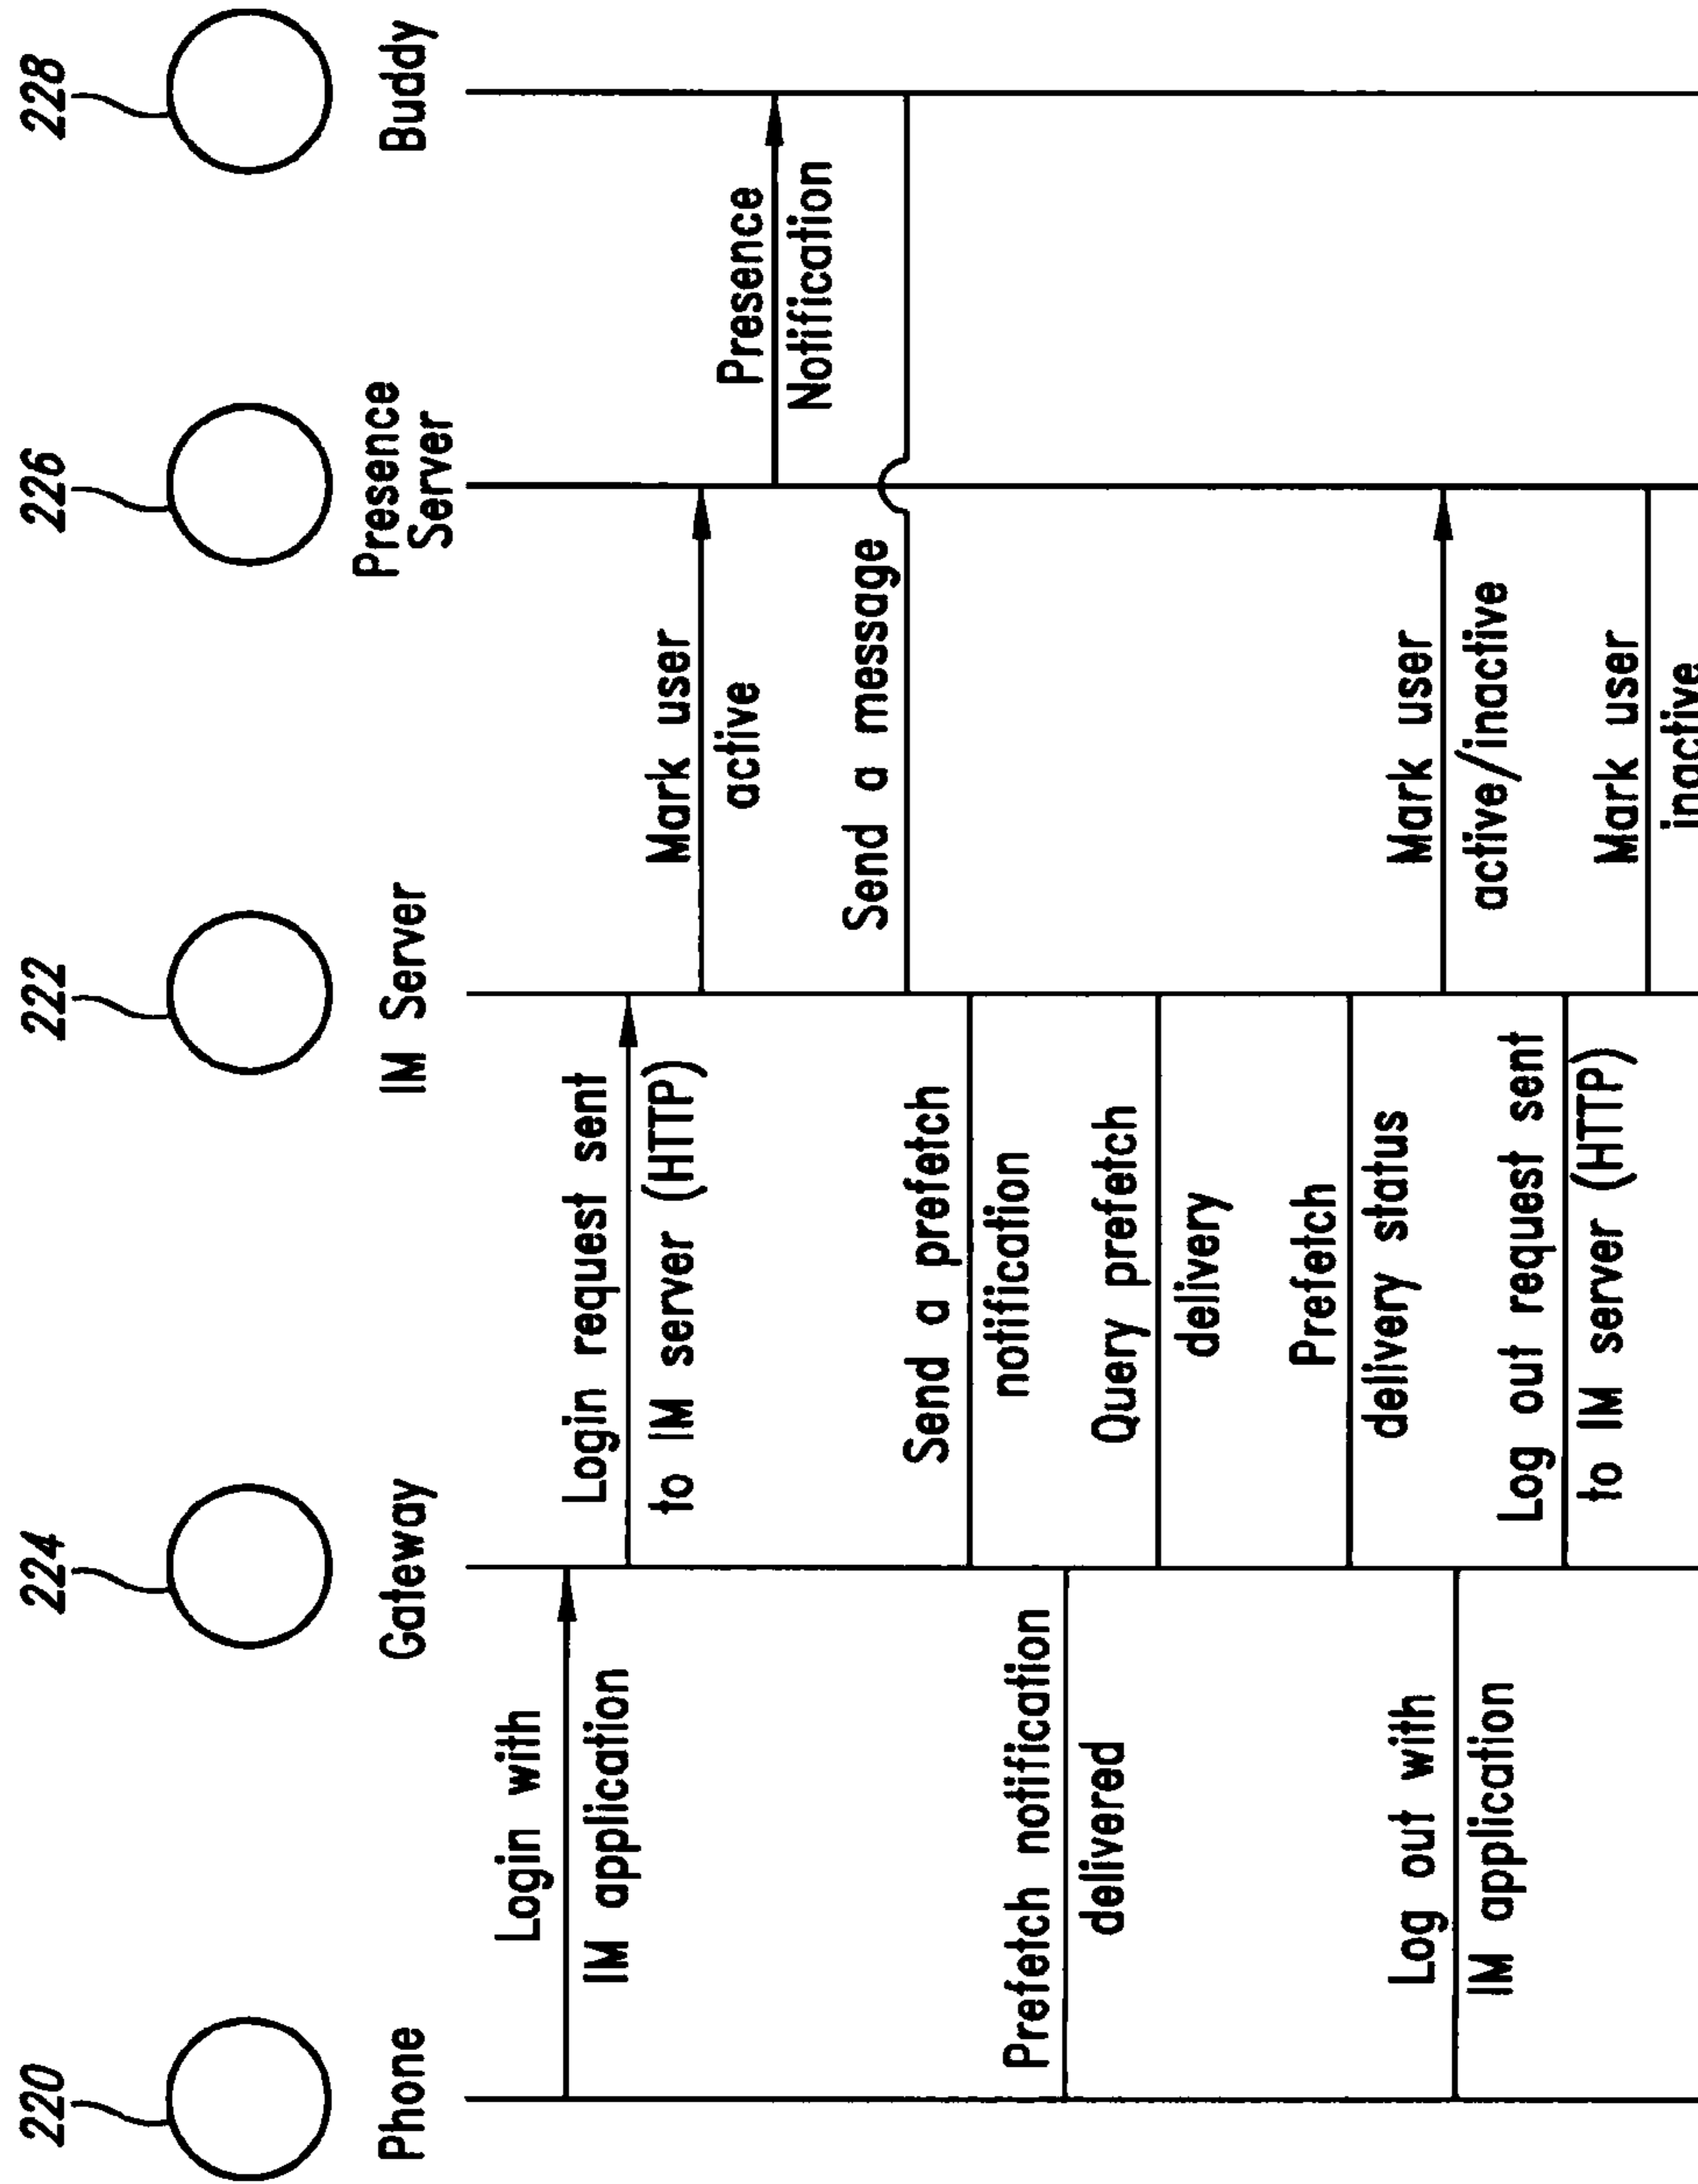 220
224
222
226
228
Phone
Gateway
IM Server
Presence
Server
Buddy
Login with
IM application
Login request sent
to IM server (HTTP)
Mark user
active
Presence
Notification
Send a message
Send a prefetch
notification
Prefetch notification
delivered
Query prefetch
delivery
Prefetch
delivery status
Mark user
active/inactive
Log out with
IM application
Log out request sent
to IM server (HTTP)
Mark user
inactive